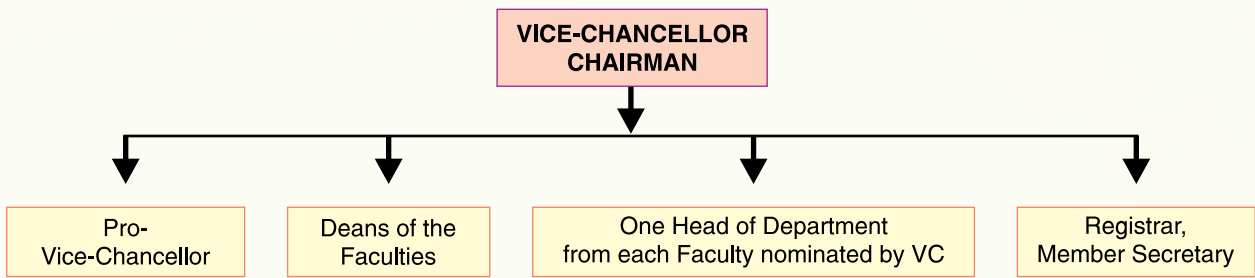 VICE-CHANCELLOR
CHAIRMAN
Pro-
Vice-Chancellor
Deans of the
Faculties
One Head of Department
from each Faculty nominated by VC
Registrar,
Member Secretary